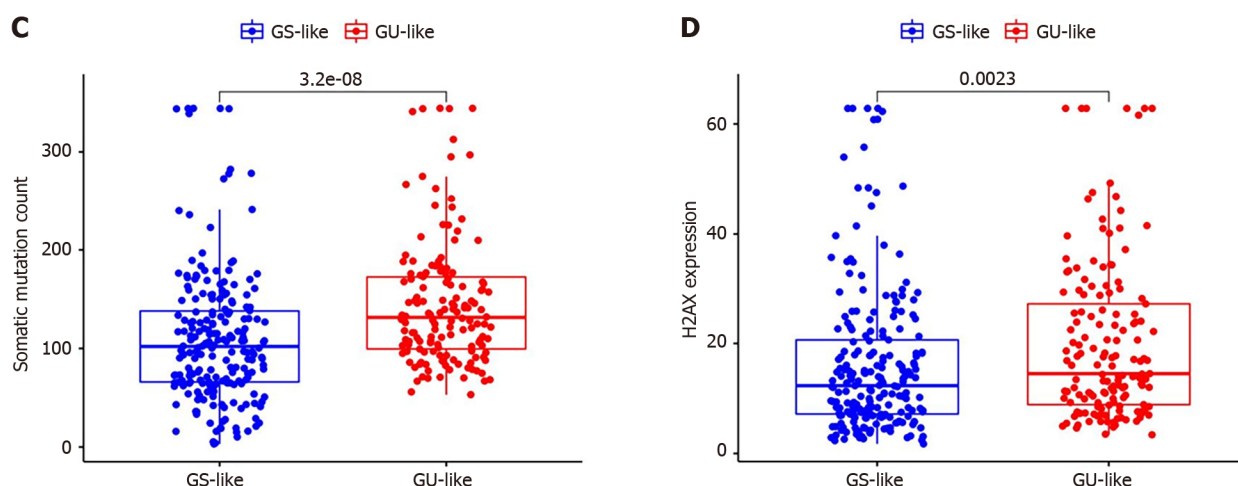 C
GS-like GU-like
3.2e-08
Somatic mutation count
300
200
100
0
GS-like GU-like
D
GS-like GU-like
0.0023
H2AX expression
60
40
20
0
GS-like GU-like